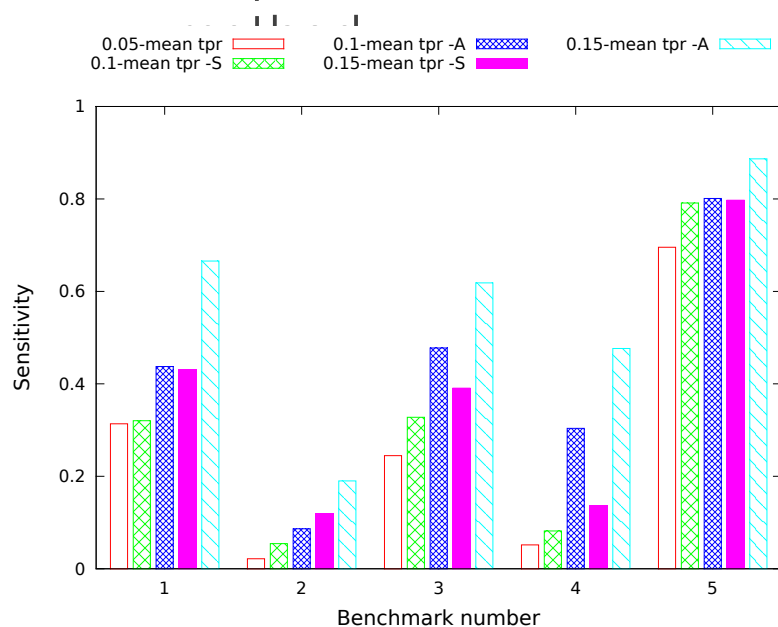 0.05-mean tpr 0.1-mean tpr -A 0.15-mean tpr -A
0.1-mean tpr -S 0.15-mean tpr -S
1
0.8
0.6
0.4
0.2
0
Sensitivity
1 2 3 4 5
Benchmark number